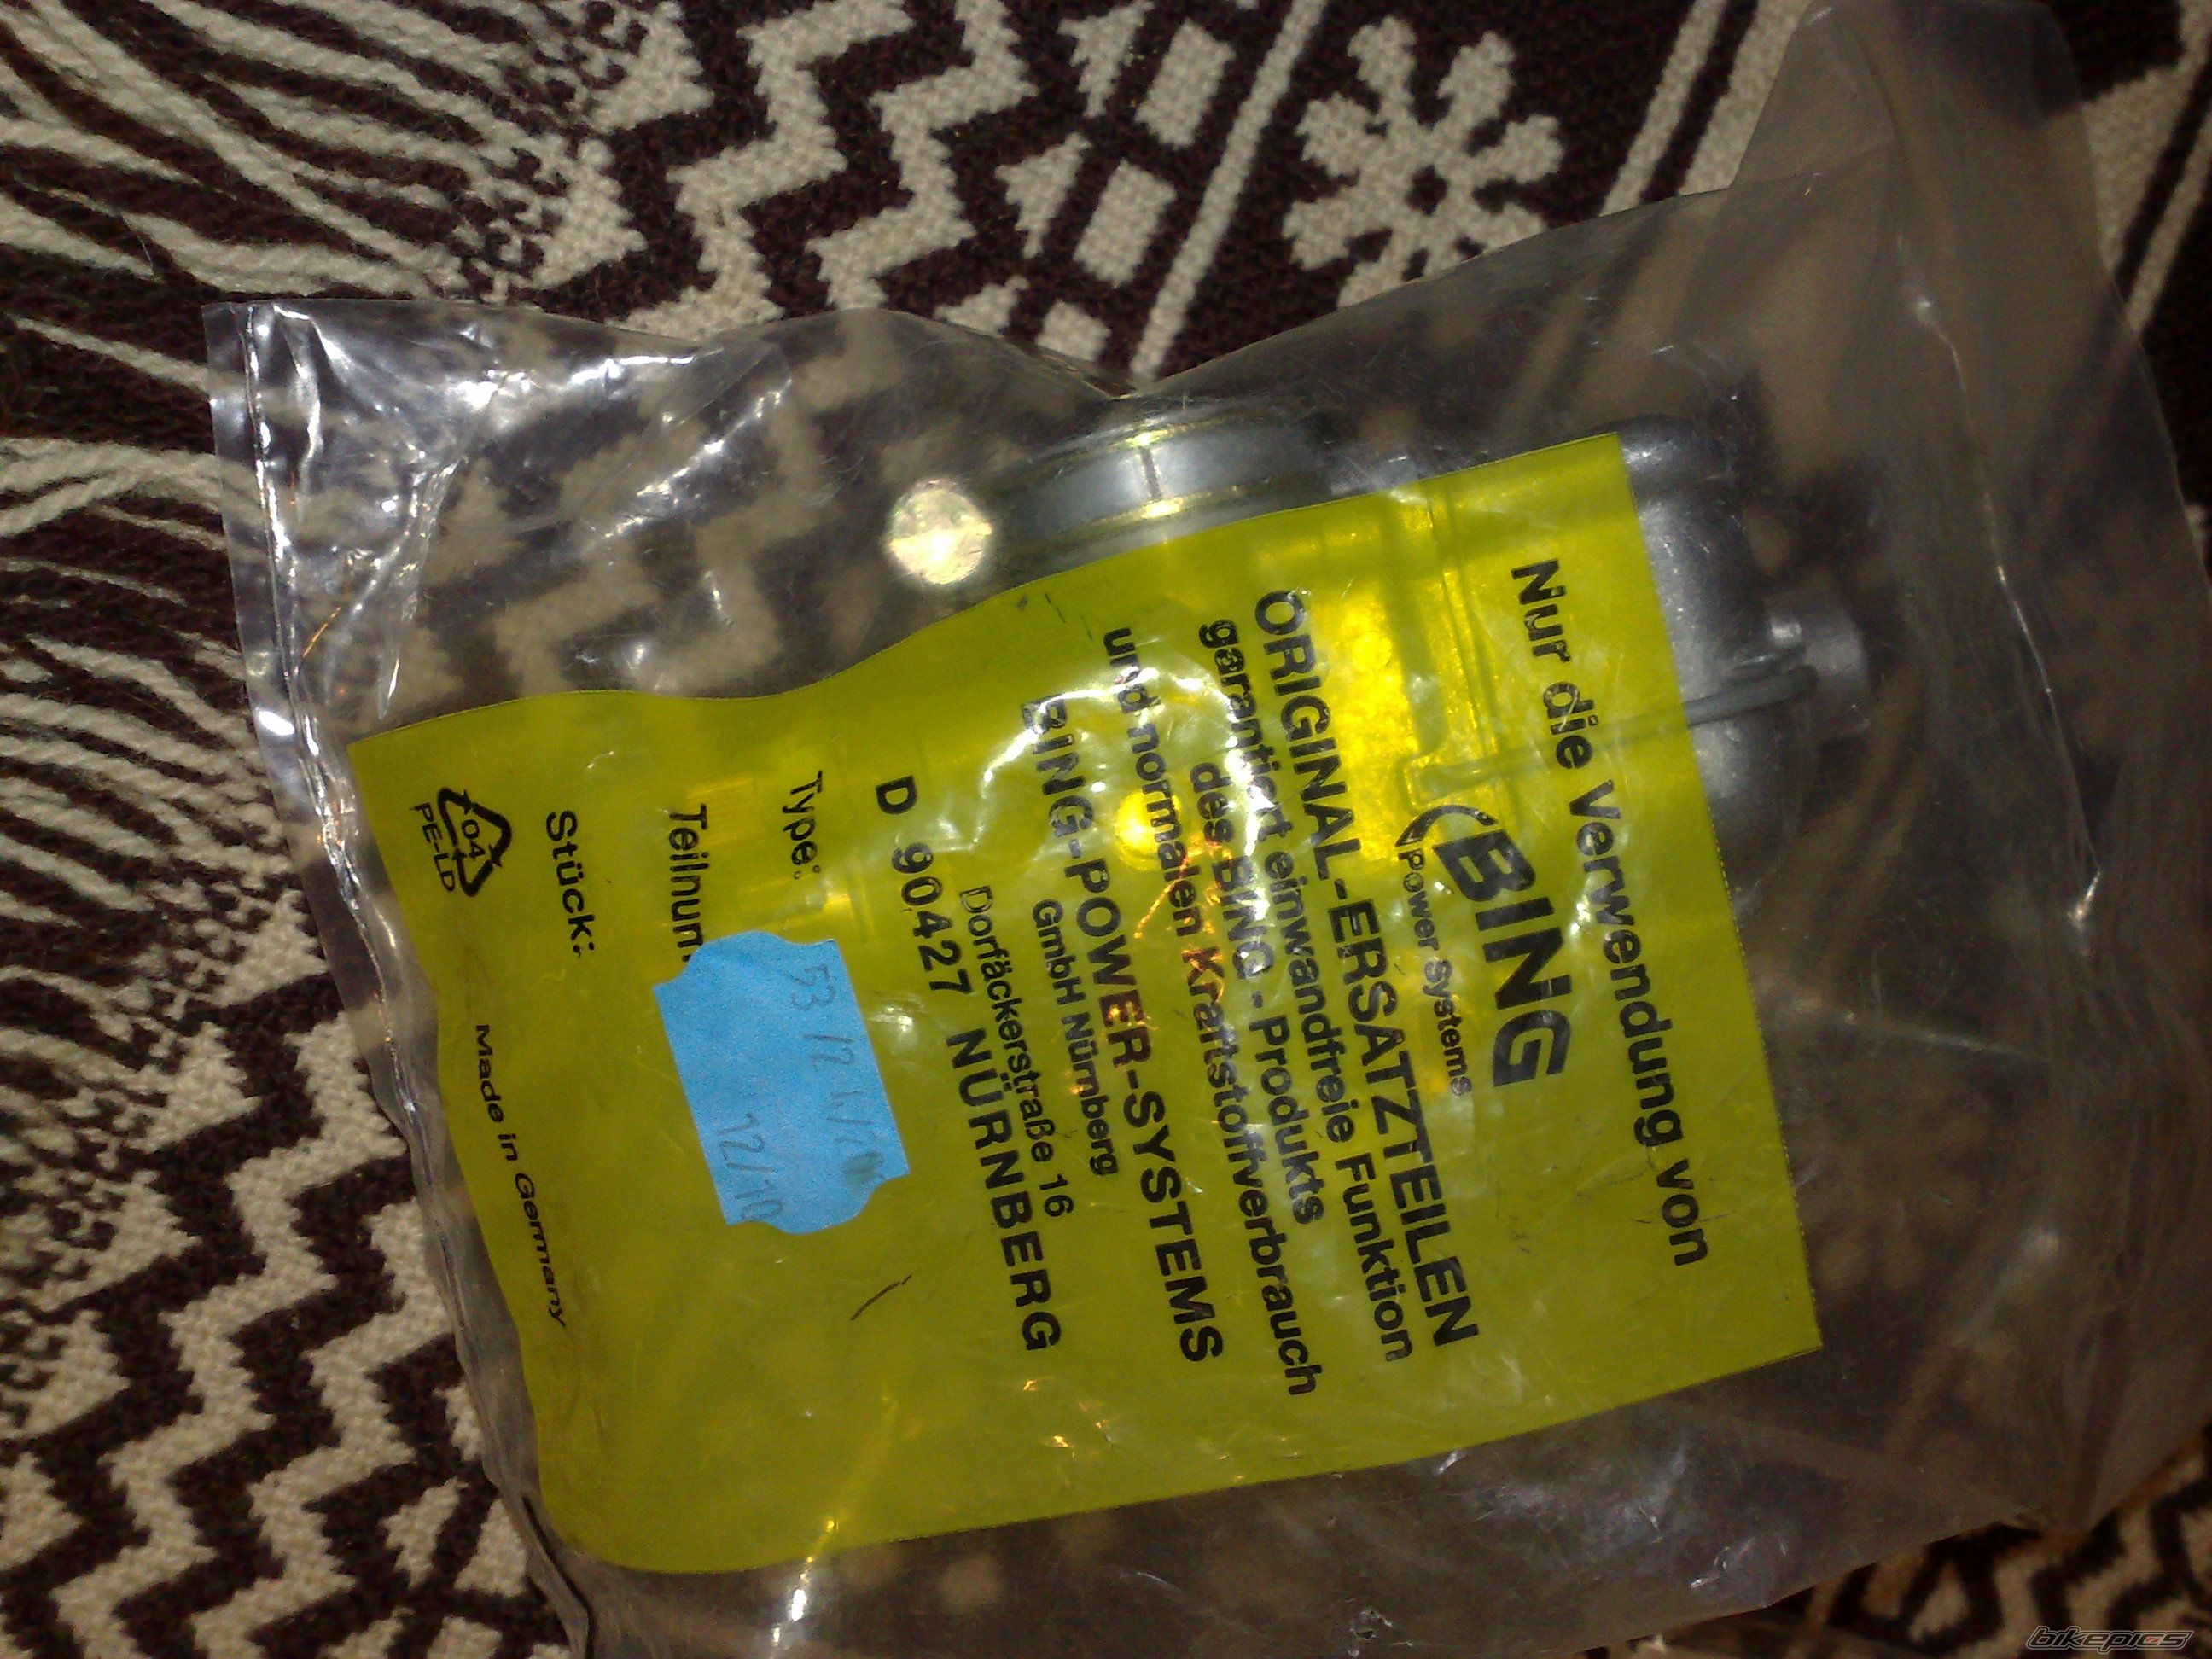 Nur die Verwendung von
BING
Power Systems
ORIGINAL-ERSATZTEILEN
garantiert einwandfreie Funktion
des BING - Produkts
und normalen Kraftstoffverbrauch
BING-POWER-SYSTEMS
GmbH Nürnberg
Dorfäckerstraße 16
D 90427 NÜRNBERG
Type:
53 12
12/10
Stück:
Made in Germany
04
PE-LD
bikepics